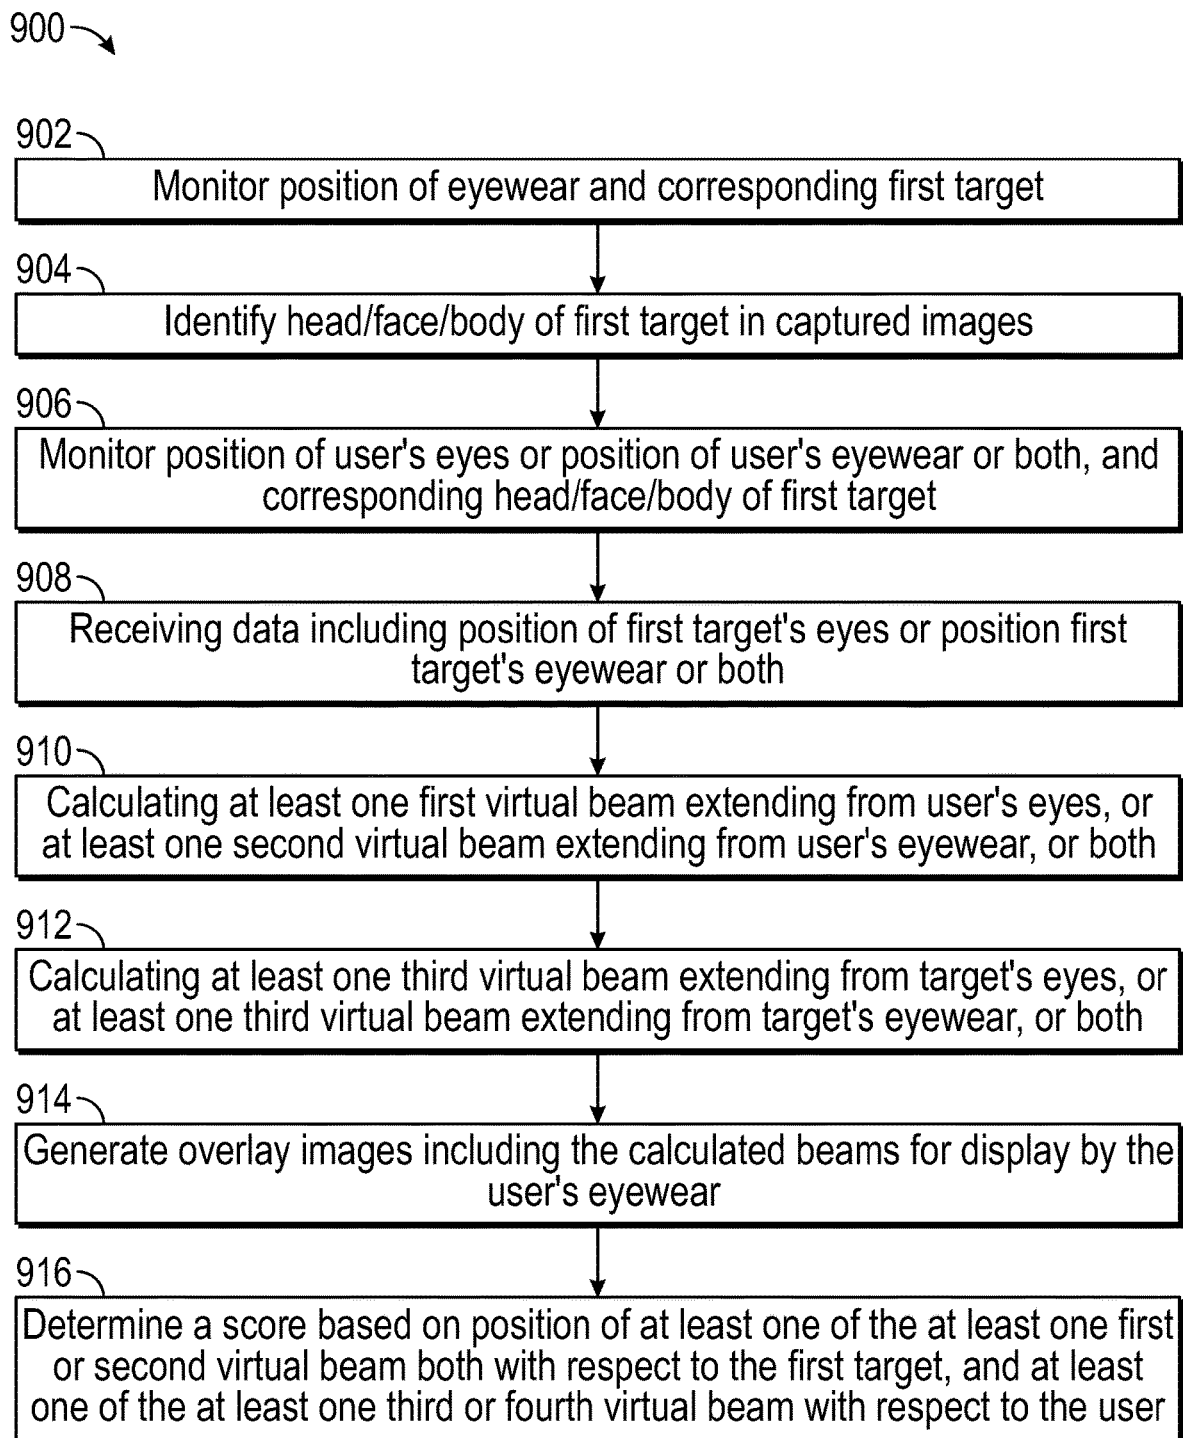 900
902
Monitor position of eyewear and corresponding first target
904
Identify head/face/body of first target in captured images
906
Monitor position of user's eyes or position of user's eyewear or both, and
corresponding head/face/body of first target
908
Receiving data including position of first target's eyes or position first
target's eyewear or both
910
Calculating at least one first virtual beam extending from user's eyes, or
at least one second virtual beam extending from user's eyewear, or both
912
Calculating at least one third virtual beam extending from target's eyes, or
at least one third virtual beam extending from target's eyewear, or both
914
Generate overlay images including the calculated beams for display by the
user's eyewear
916
Determine a score based on position of at least one of the at least one first
or second virtual beam both with respect to the first target, and at least
one of the at least one third or fourth virtual beam with respect to the user